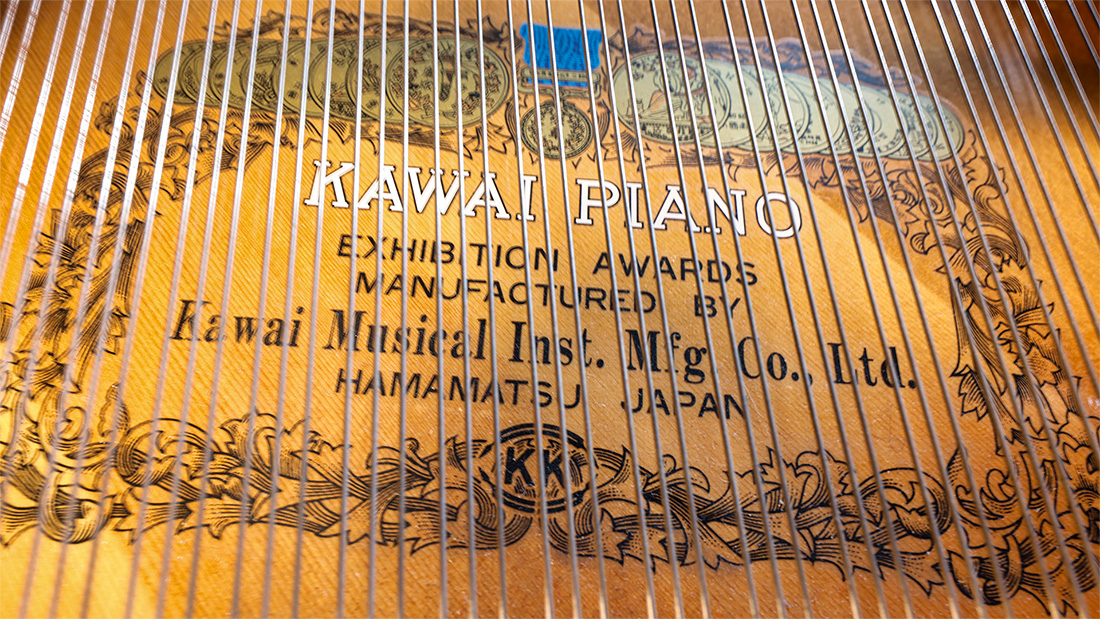 KAWAI PIANO
EXHIBITION AWARDS
MANUFACTURED BY
Kawai Musical Inst. Mfg. Co., Ltd.
HAMAMATSU JAPAN
KK